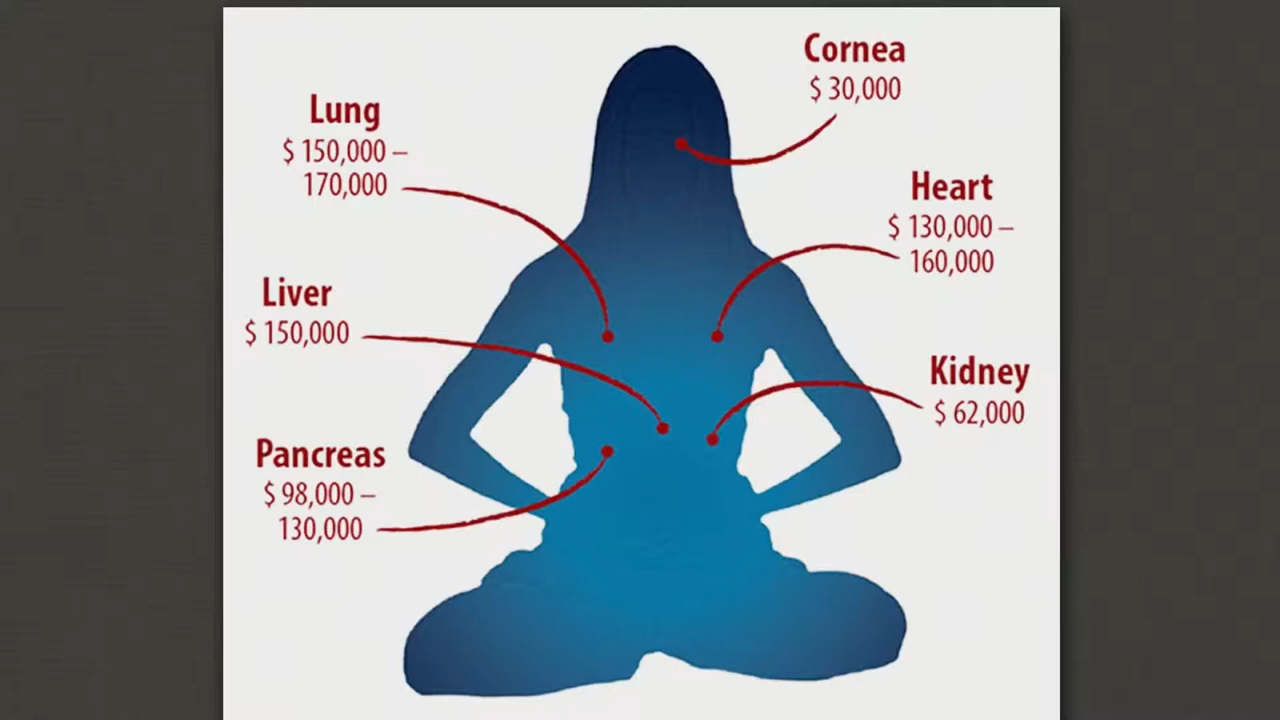 Cornea
$ 30,000
Lung
$ 150,000 –
170,000
Heart
$ 130,000 –
160,000
Liver
$ 150,000
Kidney
$ 62,000
Pancreas
$ 98,000 –
130,000